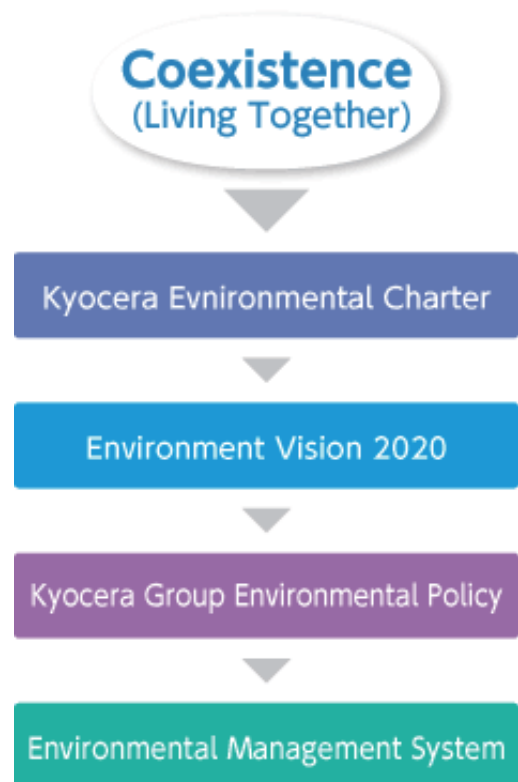 Coexistence
(Living Together)
Kyocera Evnironmental Charter
Environment Vision 2020
Kyocera Group Environmental Policy
Environmental Management System